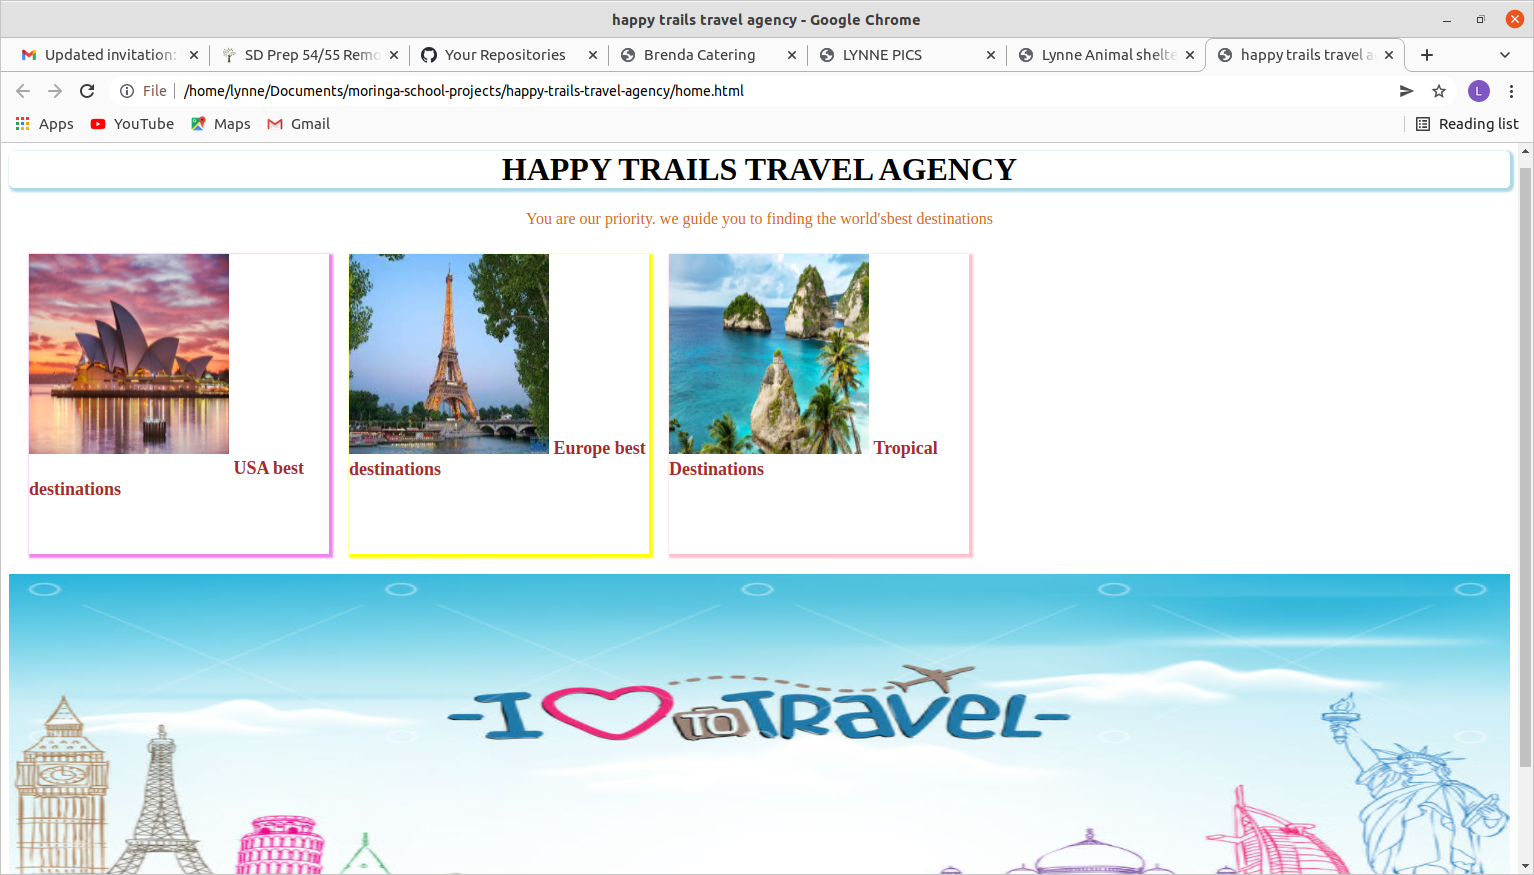 happy trails travel agency - Google Chrome
Updated invitation: SD Prep 54/55 Remo Your Repositories Brenda Catering LYNNE PICS Lynne Animal shelte happy trails travel a
File /home/lynne/Documents/moringa-school-projects/happy-trails-travel-agency/home.html L
Apps YouTube Maps Gmail Reading list
HAPPY TRAILS TRAVEL AGENCY
You are our priority. we guide you to finding the world'sbest destinations
USA best
destinations
Europe best
destinations
Tropical
Destinations
-I TO TRAVEL-